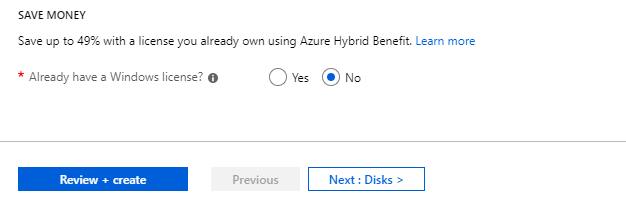 SAVE MONEY
Save up to 49% with a license you already own using Azure Hybrid Benefit. Learn more
* Already have a Windows license? Yes No
Review + create Previous Next : Disks >